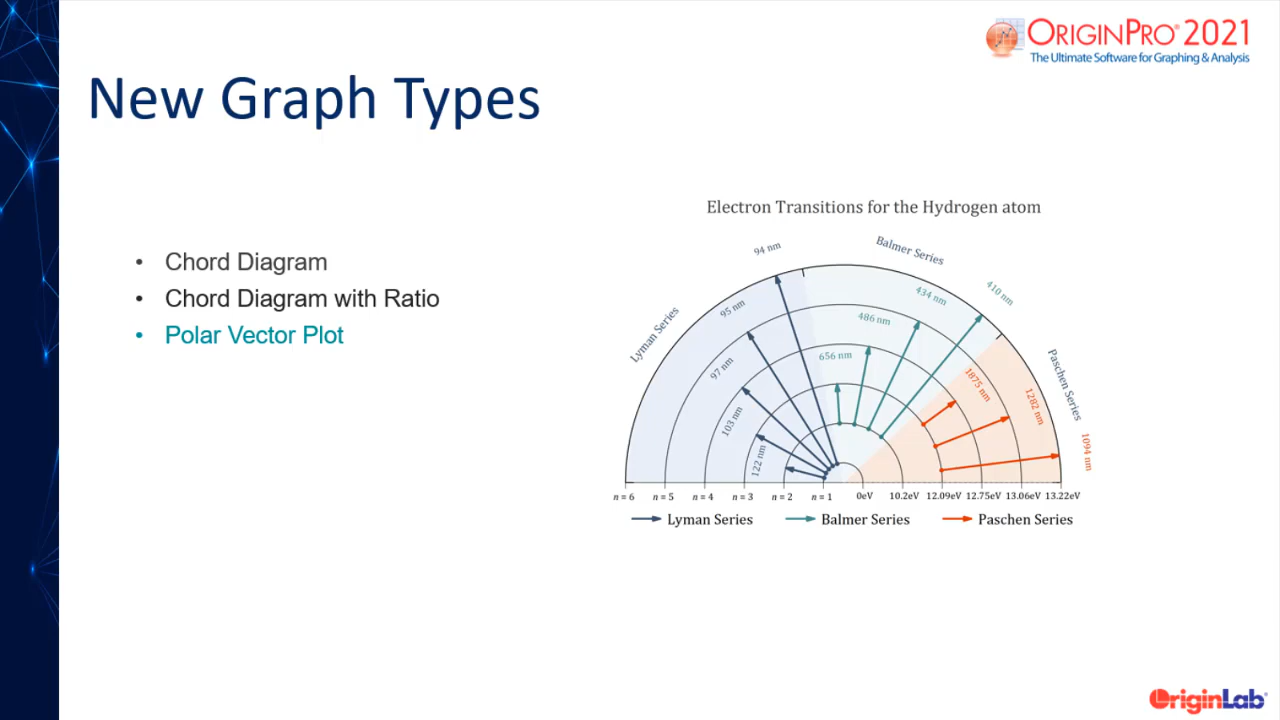 ORIGINPRO® 2021
The Ultimate Software for Graphing & Analysis
New Graph Types
• Chord Diagram
• Chord Diagram with Ratio
• Polar Vector Plot
Electron Transitions for the Hydrogen atom
94 nm
Balmer Series
Lyman Series
95 nm
434 nm
410 nm
97 nm
486 nm
656 nm
Paschen Series
103 nm
1875 nm
1282 nm
122 nm
1094 nm
n = 6 n = 5 n = 4 n = 3 n = 2 n = 1 0eV 10.2eV 12.09eV 12.75eV 13.06eV 13.22eV
Lyman Series Balmer Series Paschen Series
OriginLab®